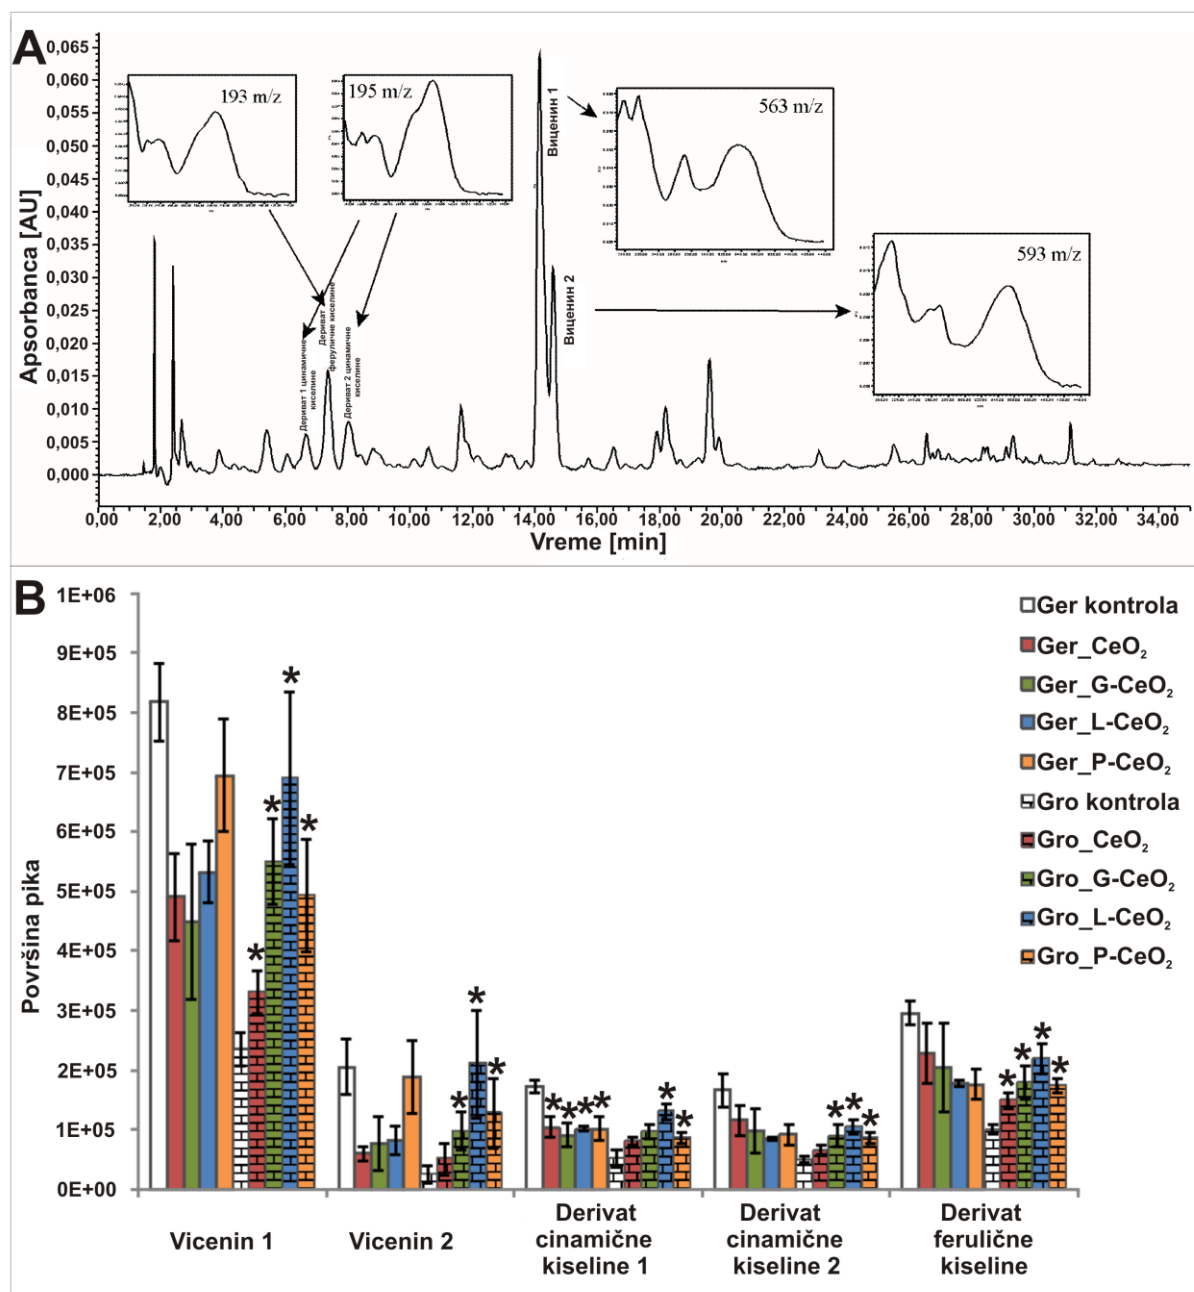 A
0,065
0,060
0,055
0,050
0,045
0,040
0,035
0,030
0,025
0,020
0,015
0,010
0,005
0,000
Apsorbanca [AU]
193 m/z
195 m/z
563 m/z
593 m/z
Дериват 1 цинамичне
киселине
Дериват
феруличне киселине
Дериват 2 цинамичне
киселине
Виценин 1
Виценин 2
0,00 2,00 4,00 6,00 8,00 10,00 12,00 14,00 16,00 18,00 20,00 22,00 24,00 26,00 28,00 30,00 32,00 34,00
Vreme [min]
B
1E+06
9E+05
8E+05
7E+05
6E+05
5E+05
4E+05
3E+05
2E+05
1E+05
0E+00
Površina pika
* * * * * * * * * * * * * * * * * * * * *
Ger kontrola
Ger_CeO₂
Ger_G-CeO₂
Ger_L-CeO₂
Ger_P-CeO₂
Gro kontrola
Gro_CeO₂
Gro_G-CeO₂
Gro_L-CeO₂
Gro_P-CeO₂
Vicenin 1
Vicenin 2
Derivat
cinamične
kiseline 1
Derivat
cinamične
kiseline 2
Derivat
ferulične
kiseline